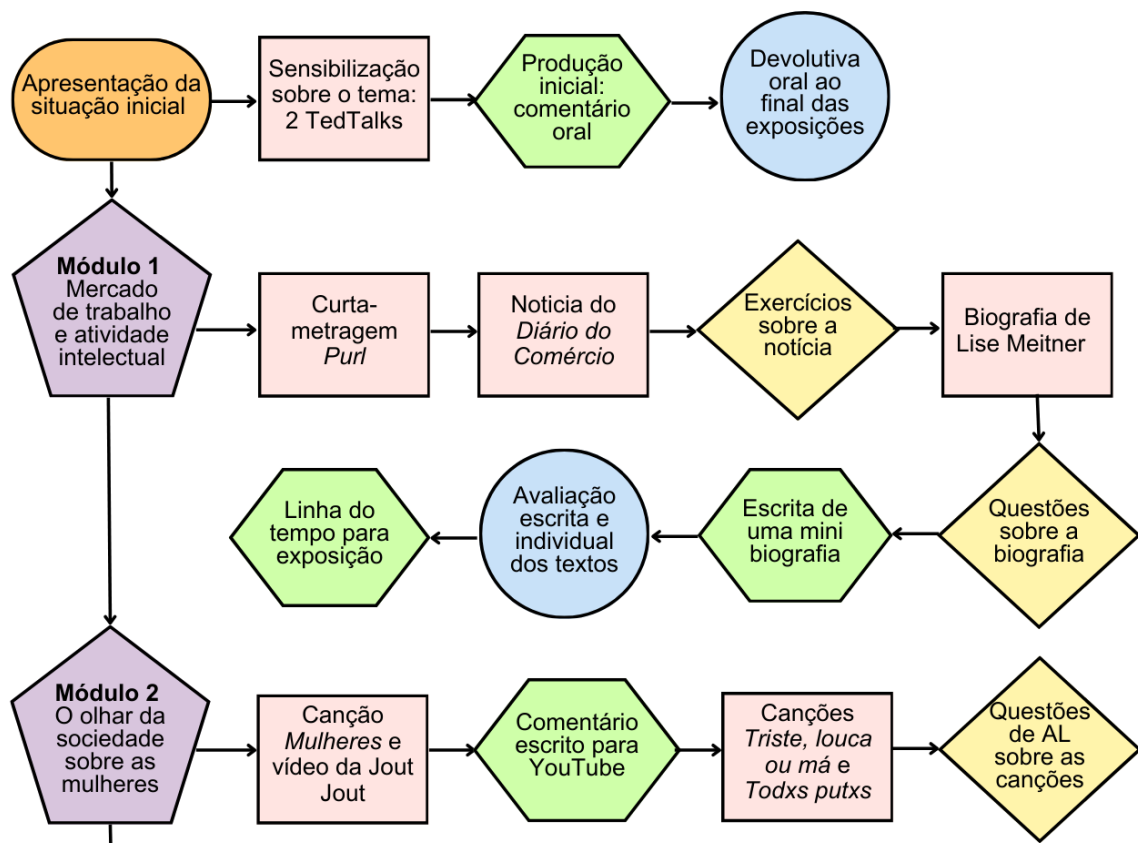 Apresentação da
situação inicial
Sensibilização
sobre o tema:
2 TedTalks
Produção
inicial:
comentário
oral
Devolutiva
oral ao
final das
exposições
Módulo 1
Mercado
de trabalho
e atividade
intelectual
Curta-
metragem
Purl
Noticia do
Diário do
Comércio
Exercícios
sobre a
notícia
Biografia de
Lise Meitner
Questões
sobre a
biografia
Escrita de
uma mini
biografia
Avaliação
escrita e
individual
dos textos
Linha do
tempo para
exposição
Módulo 2
O olhar da
sociedade
sobre as
mulheres
Canção
Mulheres e
vídeo da Jout
Jout
Comentário
escrito para
YouTube
Canções
Triste, louca
ou má e
Todxs putxs
Questões
de AL
sobre as
canções